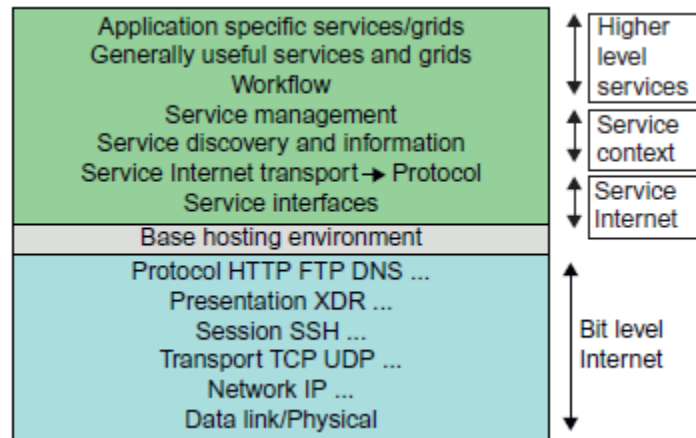 Application specific services/grids
Generally useful services and grids
Workflow
Service management
Service discovery and information
Service Internet transport → Protocol
Service interfaces
Base hosting environment
Protocol HTTP FTP DNS ...
Presentation XDR ...
Session SSH ...
Transport TCP UDP ...
Network IP ...
Data link/Physical
Higher
level
services
Service
context
Service
Internet
Bit level
Internet